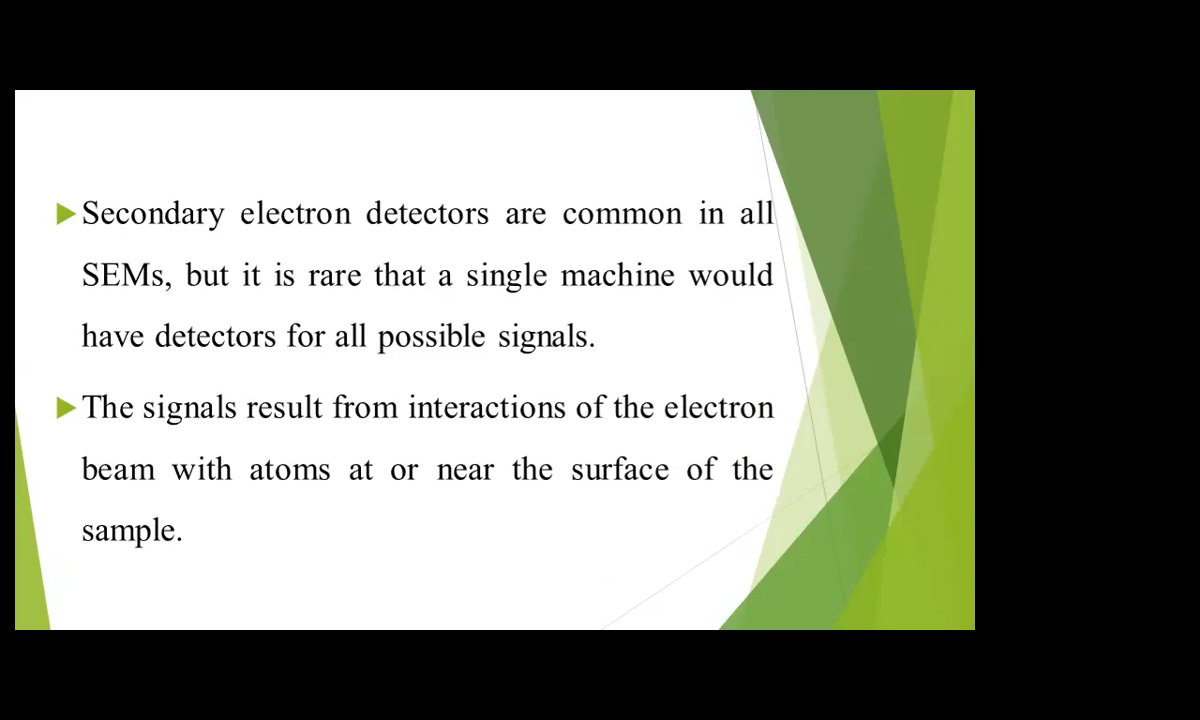 Secondary electron detectors are common in all
SEMs, but it is rare that a single machine would
have detectors for all possible signals.
The signals result from interactions of the electron
beam with atoms at or near the surface of the
sample.